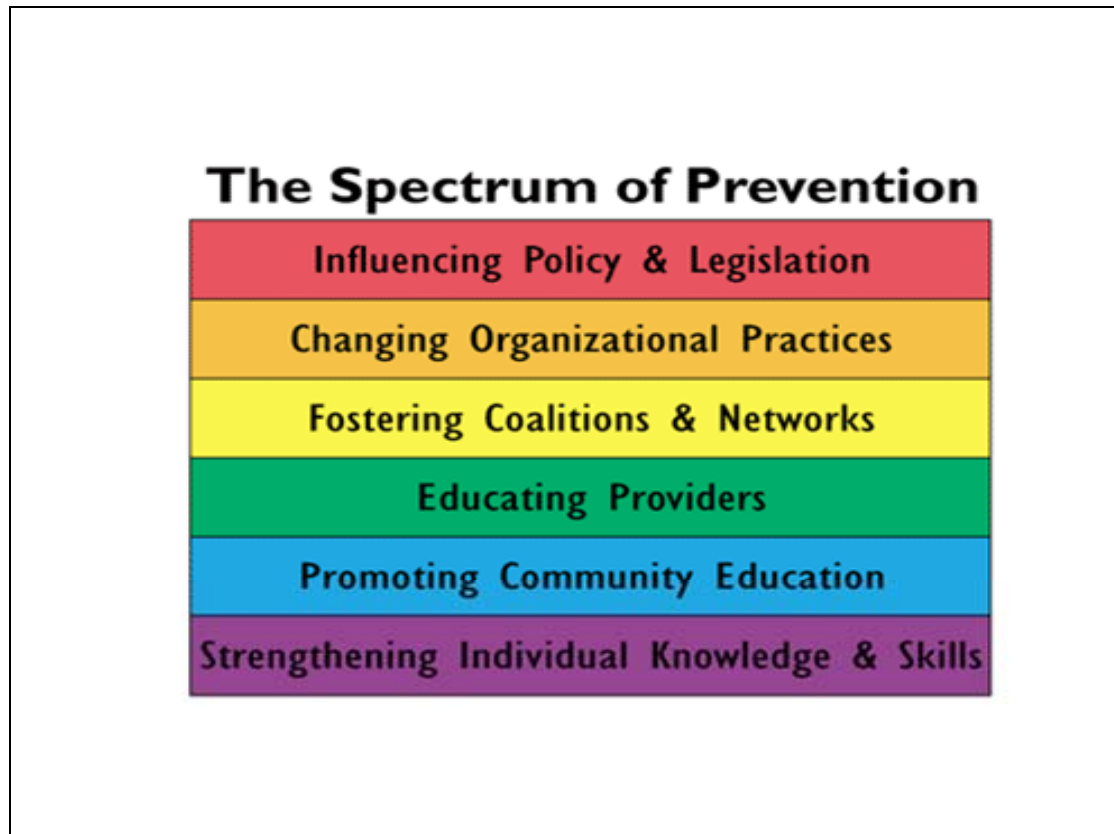 The Spectrum of Prevention
Influencing Policy & Legislation
Changing Organizational Practices
Fostering Coalitions & Networks
Educating Providers
Promoting Community Education
Strengthening Individual Knowledge & Skills